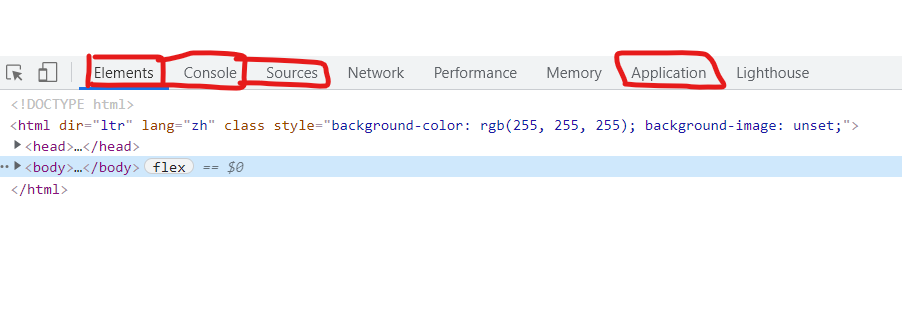 Elements Console Sources Network Performance Memory Application Lighthouse
<!DOCTYPE html>
<html dir="ltr" lang="zh" class style="background-color: rgb(255, 255, 255); background-image: unset;">
<head>…</head>
<body>…</body> flex == $0
</html>